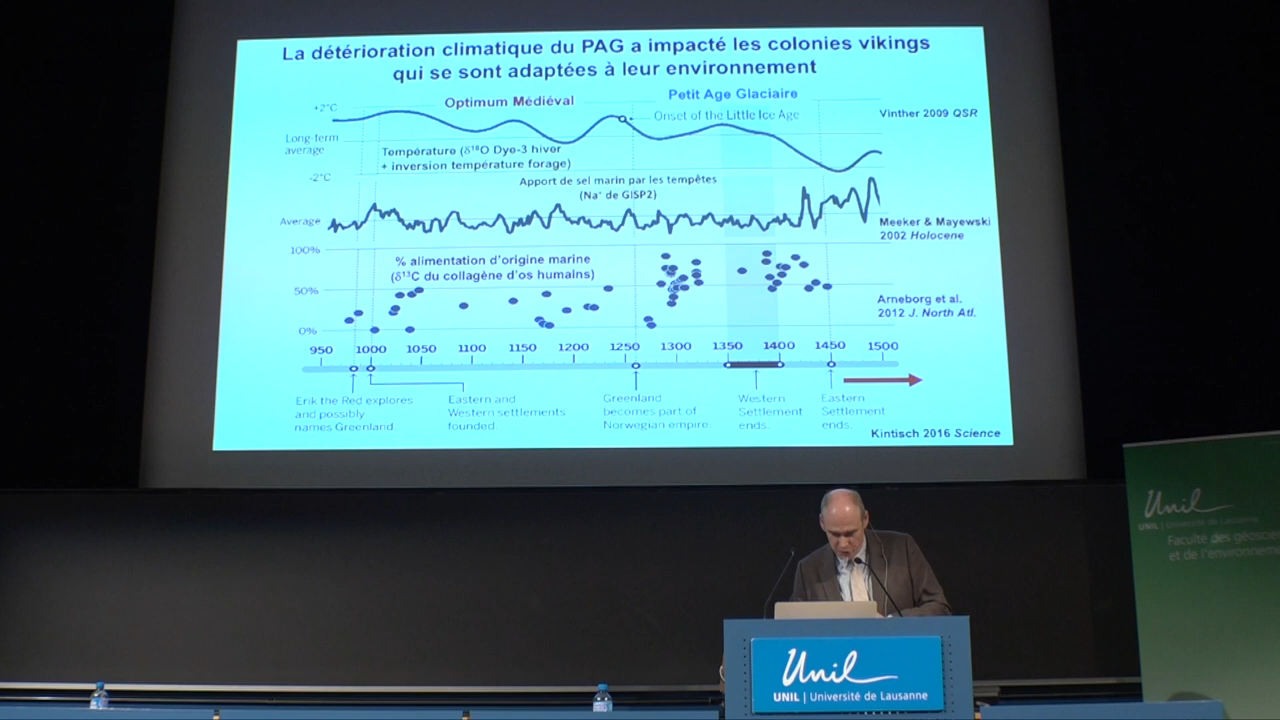 La détérioration climatique du PAG a impacté les colonies vikings
qui se sont adaptées à leur environnement
Optimum Médiéval
Petit Age Glaciaire
+2°C
Onset of the Little Ice Age
Vinther 2009 QSR
Long-term
average
Température (δ¹⁸O Dye-3 hiver
+ inversion température forage)
-2°C
Apport de sel marin par les tempêtes
(Na⁺ de GISP2)
Average
Meeker & Mayewski
2002 Holocene
100%
% alimentation d'origine marine
(δ¹³C du collagène d'os humains)
50%
Arneborg et al.
2012 J. North Atl.
0%
950 1000 1050 1100 1150 1200 1250 1300 1350 1400 1450 1500
Erik the Red explores
and possibly
names Greenland.
Eastern and
Western settlements
founded.
Greenland
becomes part of
Norwegian empire.
Western
Settlement
ends.
Eastern
Settlement
ends.
Kintisch 2016 Science
Unil
UNIL | Université de Lausanne
Faculté des géoscie
et de l'environneme
Unil
UNIL | Université de Lausanne